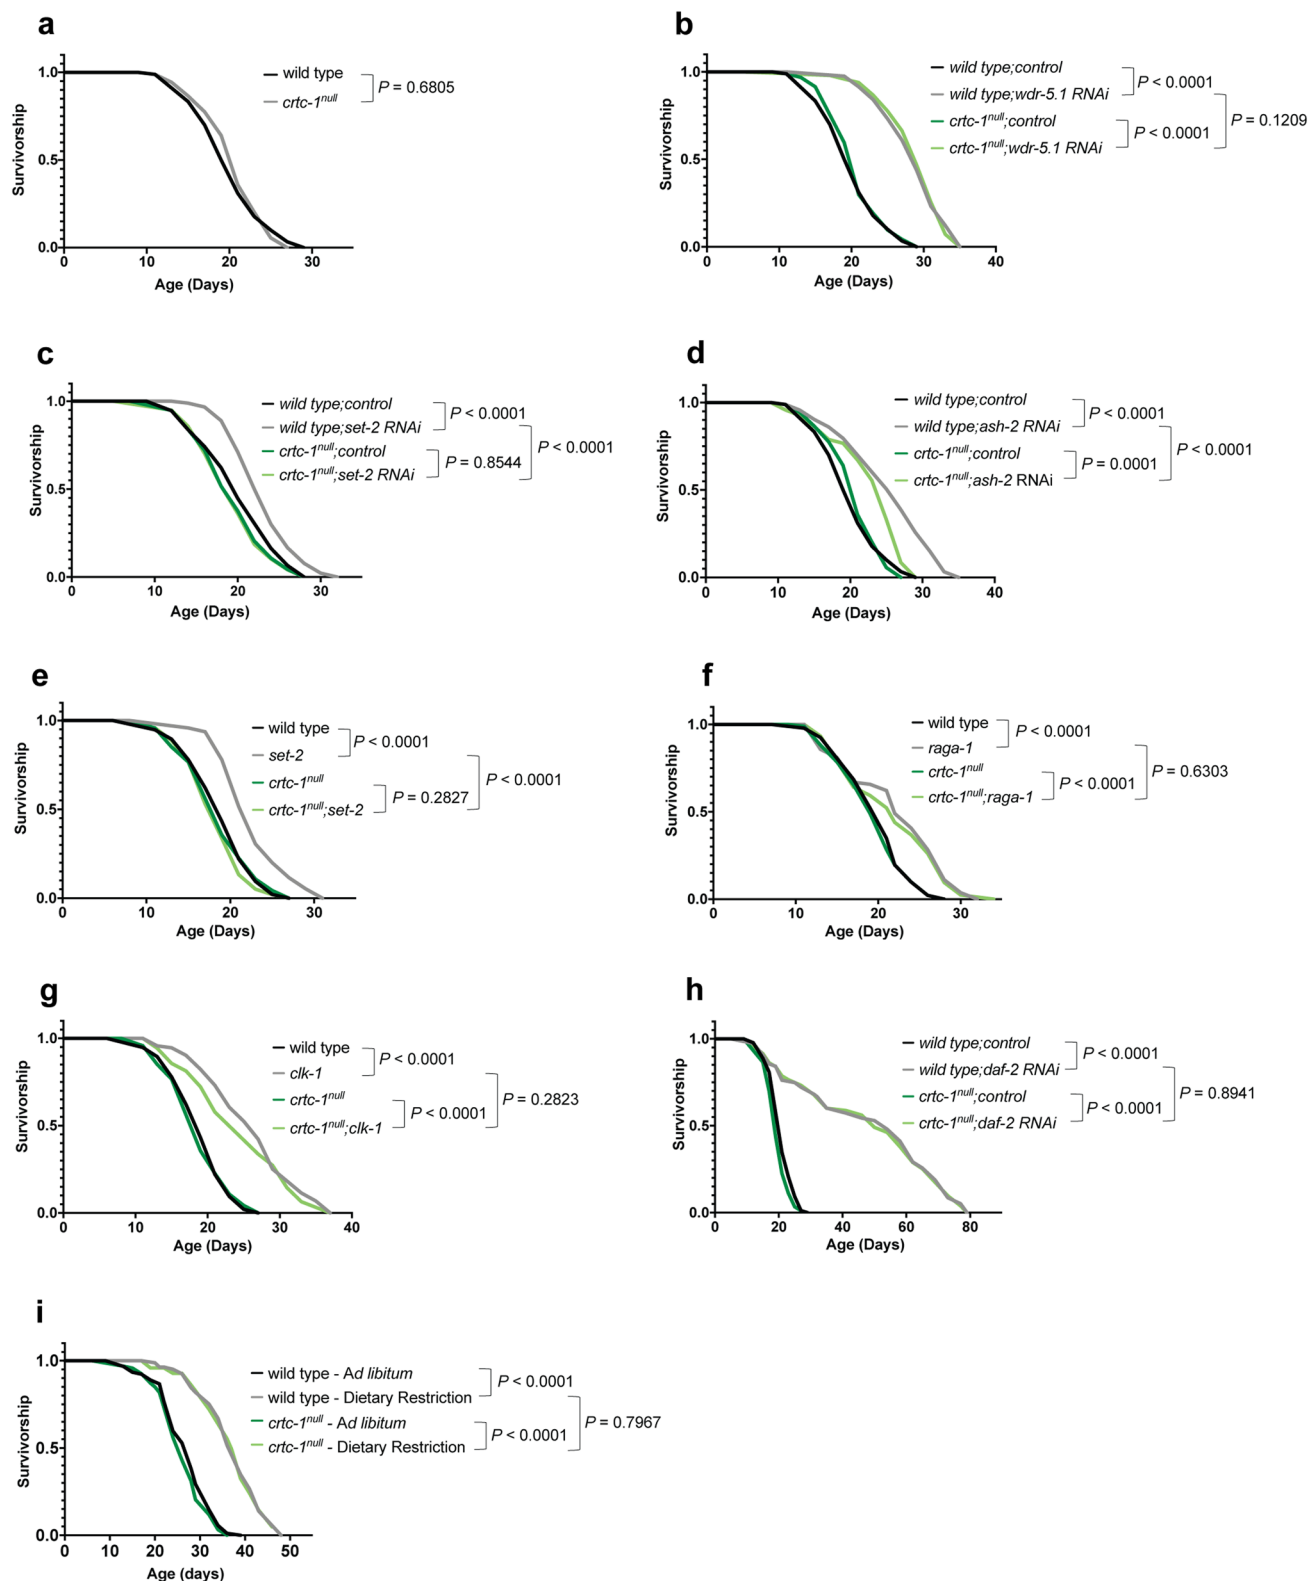 a
1.0
0.5
0.0
0 10 20 30
Survivorship
Age (Days)
wild type
crtc-1null
P = 0.6805
b
1.0
0.5
0.0
0 10 20 30 40
Survivorship
Age (Days)
wild type;control
wild type;wdr-5.1 RNAi
crtc-1null;control
crtc-1null;wdr-5.1 RNAi
P < 0.0001
P < 0.0001
P = 0.1209
c
1.0
0.5
0.0
0 10 20 30
Survivorship
Age (Days)
wild type;control
wild type;set-2 RNAi
crtc-1null;control
crtc-1null;set-2 RNAi
P < 0.0001
P = 0.8544
P < 0.0001
d
1.0
0.5
0.0
0 10 20 30 40
Survivorship
Age (Days)
wild type;control
wild type;ash-2 RNAi
crtc-1null;control
crtc-1null;ash-2 RNAi
P < 0.0001
P = 0.0001
P < 0.0001
e
1.0
0.5
0.0
0 10 20 30
Survivorship
Age (Days)
wild type
set-2
crtc-1null
crtc-1null;set-2
P < 0.0001
P = 0.2827
P < 0.0001
f
1.0
0.5
0.0
0 10 20 30
Survivorship
Age (Days)
wild type
raga-1
crtc-1null
crtc-1null;raga-1
P < 0.0001
P < 0.0001
P = 0.6303
g
1.0
0.5
0.0
0 10 20 30 40
Survivorship
Age (Days)
wild type
clk-1
crtc-1null
crtc-1null;clk-1
P < 0.0001
P < 0.0001
P = 0.2823
h
1.0
0.5
0.0
0 20 40 60 80
Survivorship
Age (Days)
wild type;control
wild type;daf-2 RNAi
crtc-1null;control
crtc-1null;daf-2 RNAi
P < 0.0001
P < 0.0001
P = 0.8941
i
1.0
0.5
0.0
0 10 20 30 40 50
Survivorship
Age (days)
wild type - Ad libitum
wild type - Dietary Restriction
crtc-1null - Ad libitum
crtc-1null - Dietary Restriction
P < 0.0001
P < 0.0001
P = 0.7967